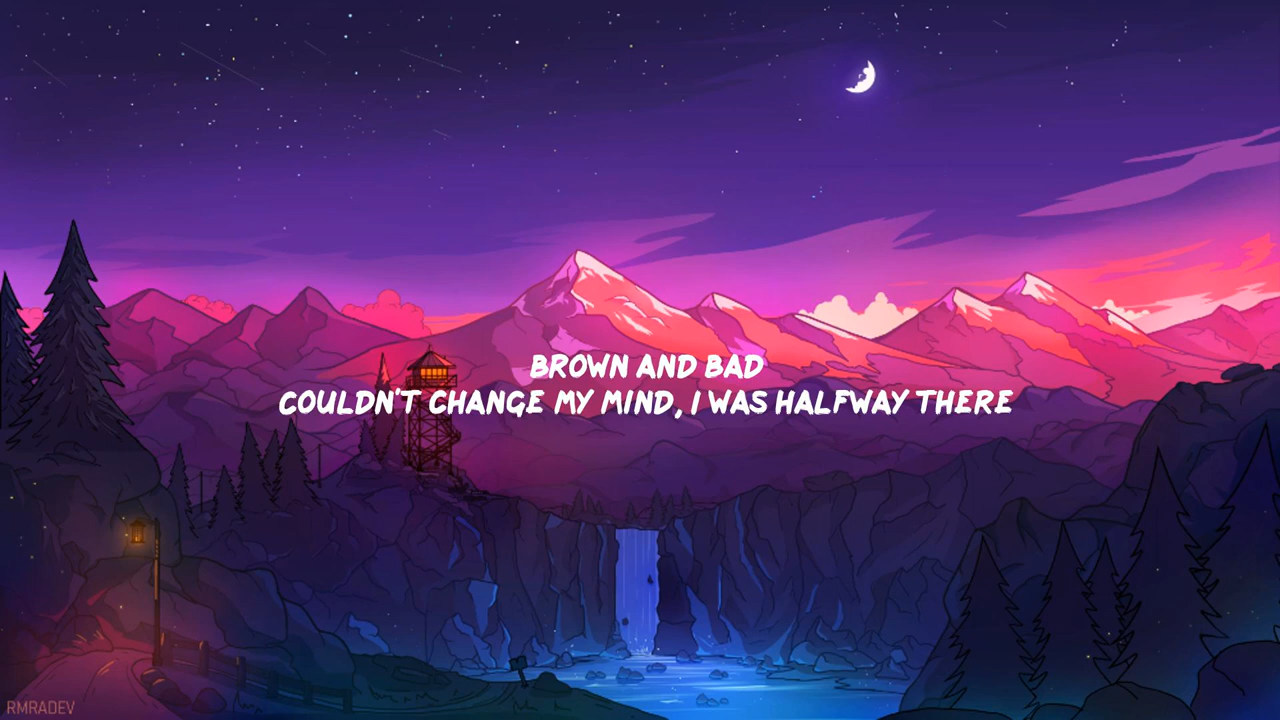 BROWN AND BAD
COULDN'T CHANGE MY MIND, I WAS HALFWAY THERE
RMRADEV